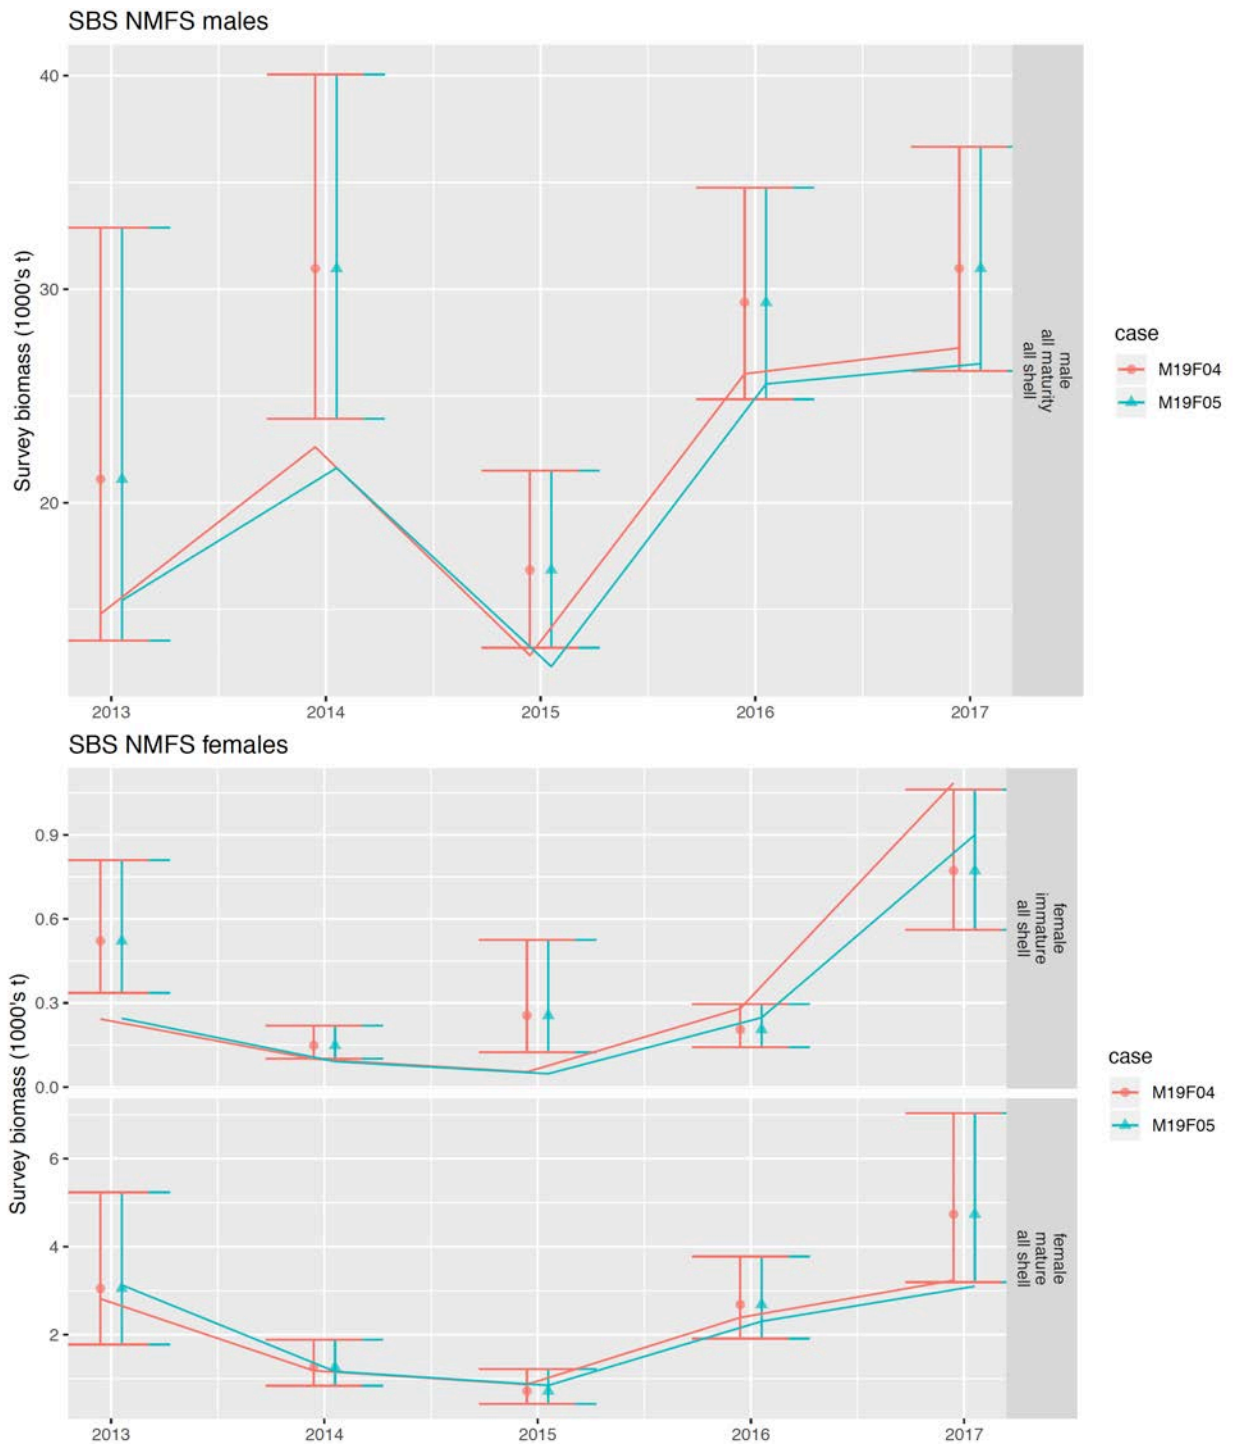 SBS NMFS males
40
30
20
Survey biomass (1000's t)
male
all maturity
all shell
case
M19F04
M19F05
2013 2014 2015 2016 2017
SBS NMFS females
0.9
0.6
0.3
0.0
female
immature
all shell
Survey biomass (1000's t)
6
4
2
female
mature
all shell
case
M19F04
M19F05
2013 2014 2015 2016 2017